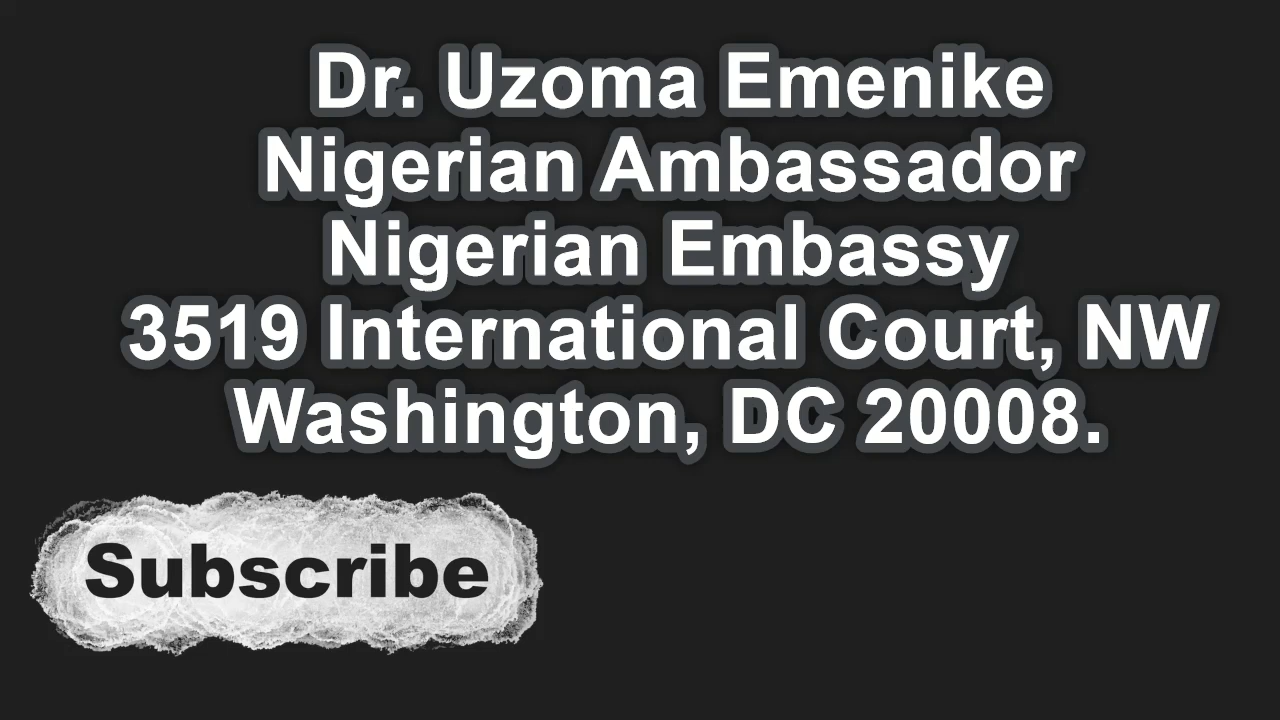 Dr. Uzoma Emenike
Nigerian Ambassador
Nigerian Embassy
3519 International Court, NW
Washington, DC 20008.
Subscribe